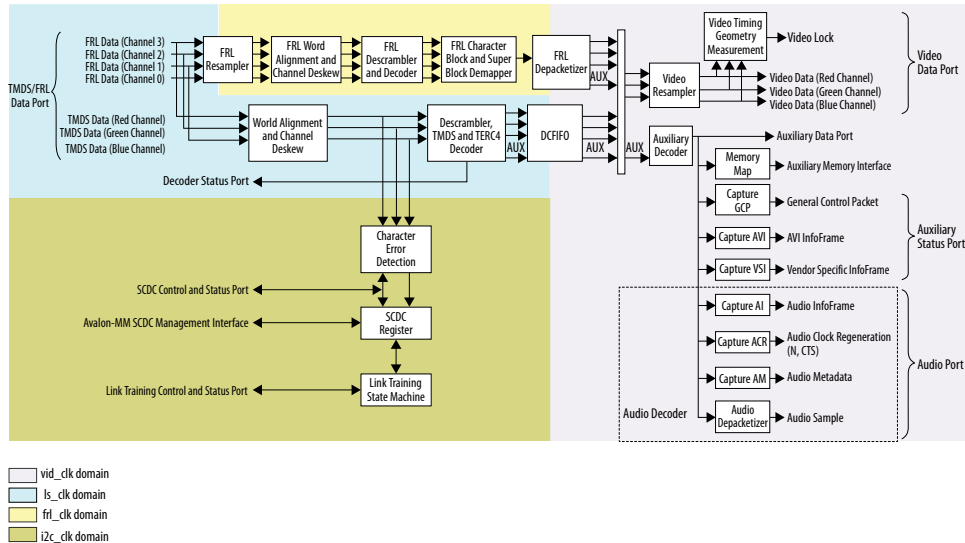 TMDS/FRL
Data Port
FRL Data (Channel 3)
FRL Data (Channel 2)
FRL Data (Channel 1)
FRL Data (Channel 0)
FRL
Resampler
FRL Word
Alignment and
Channel Deskew
FRL
Descrambler
and Decoder
FRL Character
Block and Super
Block Demapper
FRL
Depacketizer
AUX
Video
Resampler
Video Timing
Geometry
Measurement
Video Lock
Video Data (Red Channel)
Video Data (Green Channel)
Video Data (Blue Channel)
Video
Data Port
TMDS Data (Red Channel)
TMDS Data (Green Channel)
TMDS Data (Blue Channel)
World Alignment
and Channel
Deskew
Descrambler,
TMDS and TERC4
Decoder
AUX
DCFIFO
AUX
AUX
Auxiliary
Decoder
Auxiliary Data Port
Memory
Map
Auxiliary Memory Interface
Decoder Status Port
Capture
GCP
General Control Packet
Capture AVI
AVI InfoFrame
Capture VSI
Vendor Specific InfoFrame
Auxiliary
Status Port
Character
Error
Detection
SCDC Control and Status Port
SCDC
Register
Avalon-MM SCDC Management Interface
Link Training
State Machine
Link Training Control and Status Port
Capture AI
Audio InfoFrame
Capture ACR
Audio Clock Regeneration
(N, CTS)
Capture AM
Audio Metadata
Audio
Depacketizer
Audio Sample
Audio Decoder
Audio Port
vid_clk domain
ls_clk domain
frl_clk domain
i2c_clk domain